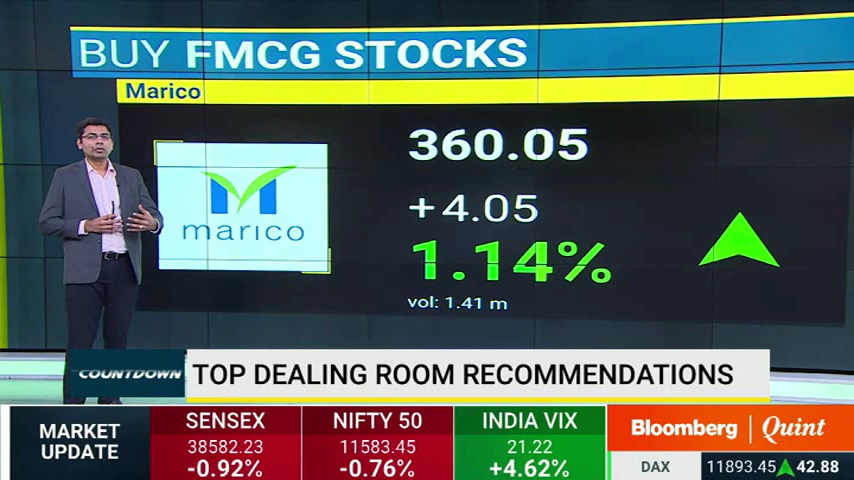 BUY FMCG STOCKS
Marico
360.05
+4.05
1.14%
vol: 1.41 m
marico
COUNTDOWN
TOP DEALING ROOM RECOMMENDATIONS
MARKET UPDATE
SENSEX
38582.23
-0.92%
NIFTY 50
11583.45
-0.76%
INDIA VIX
21.22
+4.62%
Bloomberg | Quint
DAX
11893.45 42.88